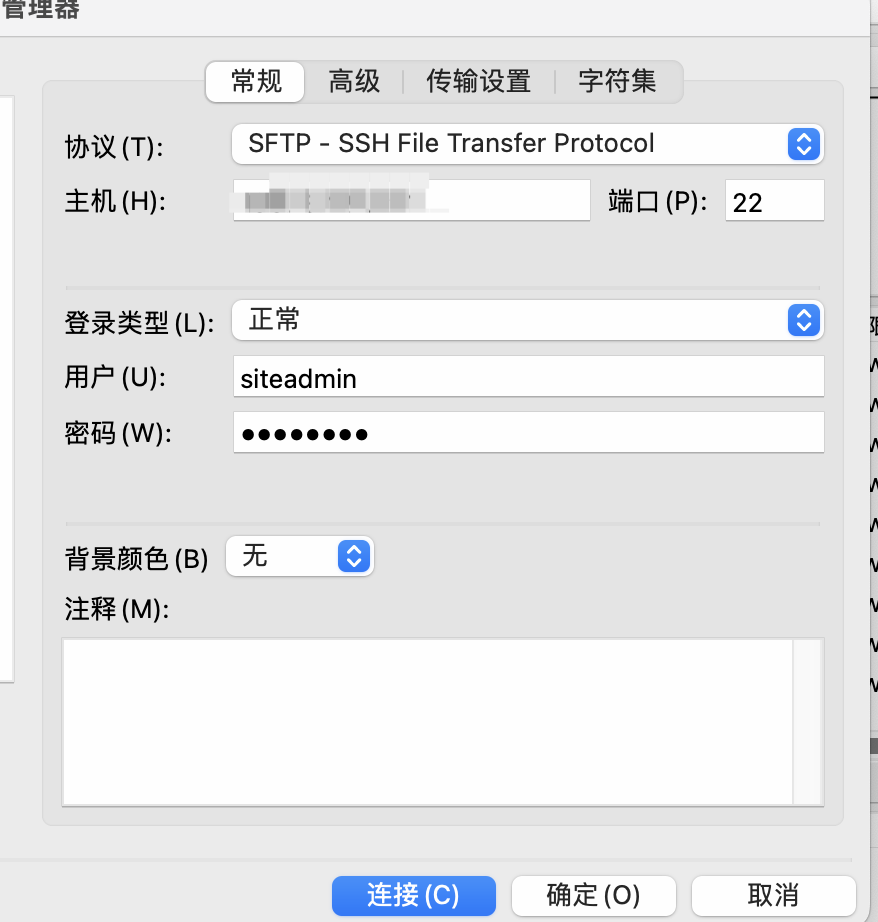 管理器
常规 高级 传输设置 字符集
协议(T): SFTP - SSH File Transfer Protocol
主机(H): 端口(P): 22
登录类型(L): 正常
用户(U): siteadmin
密码(W): ●●●●●●●●
背景颜色(B) 无
注释(M):
连接(C) 确定(O) 取消